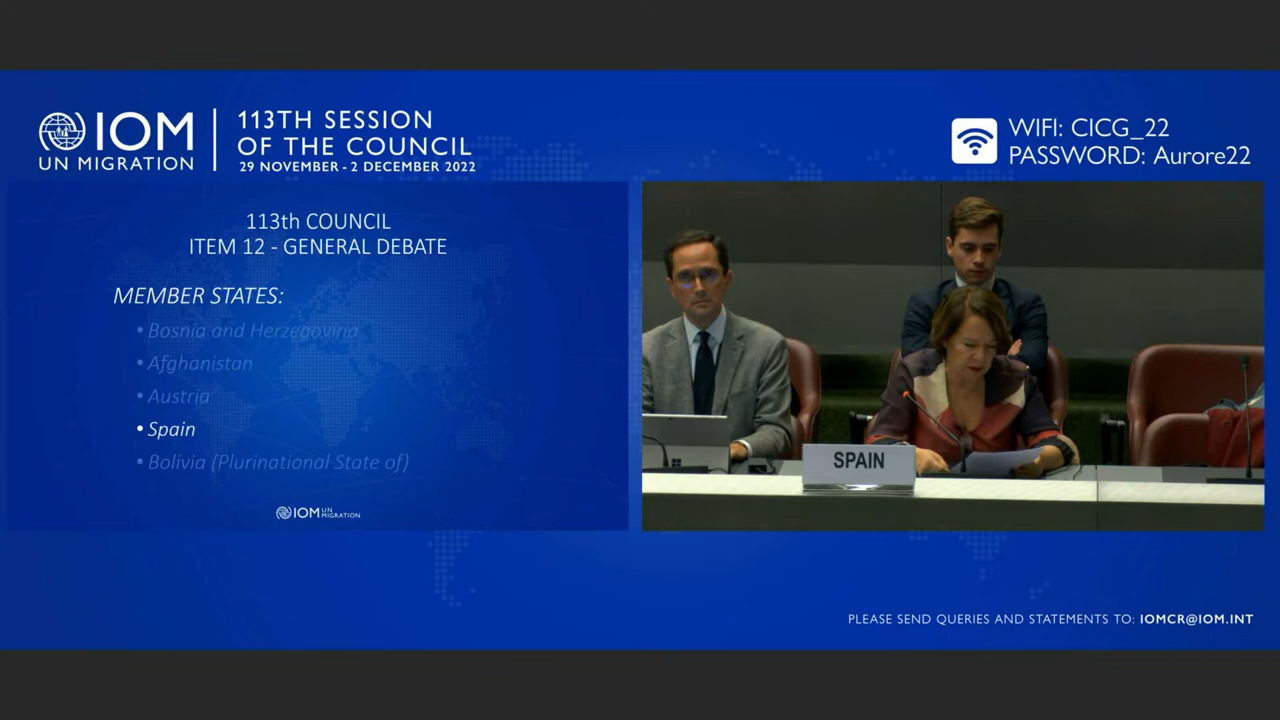 IOM
UN MIGRATION
113TH SESSION
OF THE COUNCIL
29 NOVEMBER - 2 DECEMBER 2022
WIFI: CICG_22
PASSWORD: Aurore22
113th COUNCIL
ITEM 12 - GENERAL DEBATE
MEMBER STATES:
• Bosnia and Herzegovina
• Afghanistan
• Austria
• Spain
• Bolivia (Plurinational State of)
IOM UN MIGRATION
SPAIN
PLEASE SEND QUERIES AND STATEMENTS TO: IOMCR@IOM.INT